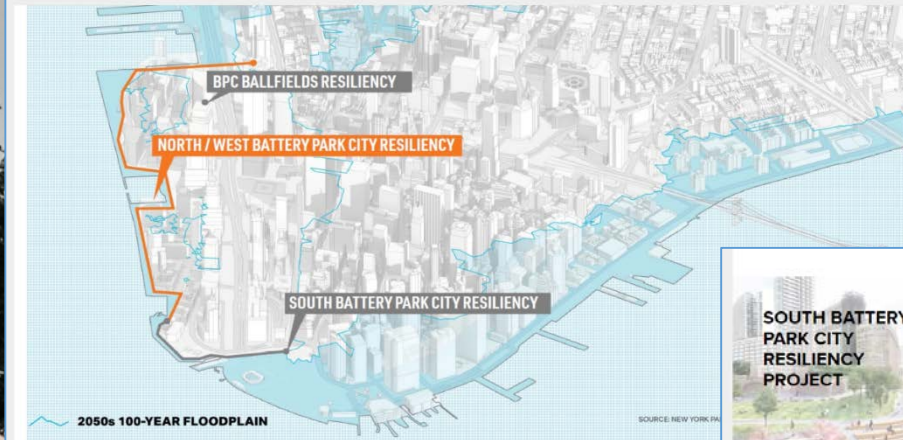 BPC BALLFIELDS RESILIENCY
NORTH / WEST BATTERY PARK CITY RESILIENCY
SOUTH BATTERY PARK CITY RESILIENCY
2050s 100-YEAR FLOODPLAIN
SOURCE: NEW YORK
SOUTH BATTERY
PARK CITY
RESILIENCY
PROJECT